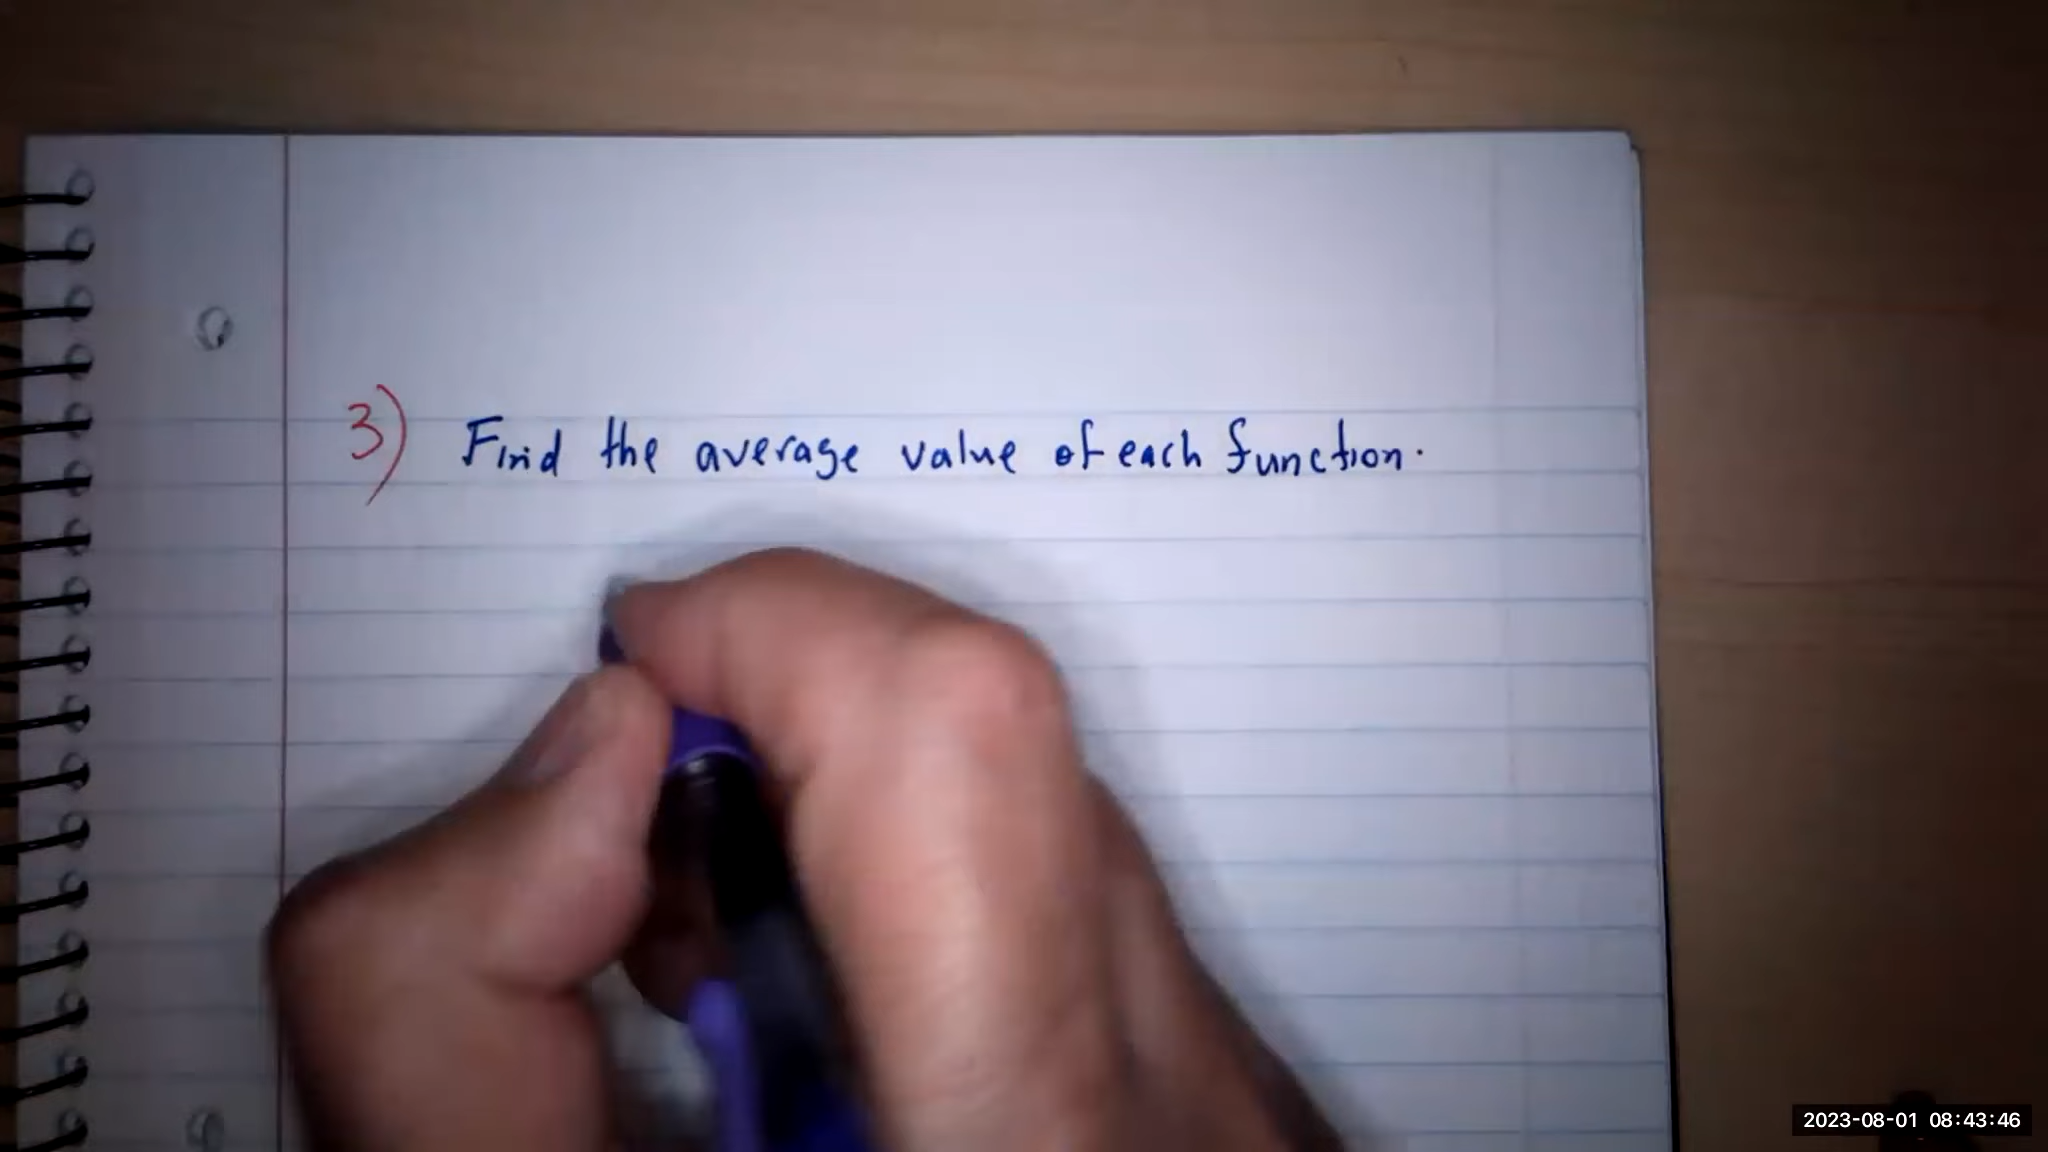 3) Find the average value of each function.
2023-08-01 08:43:46